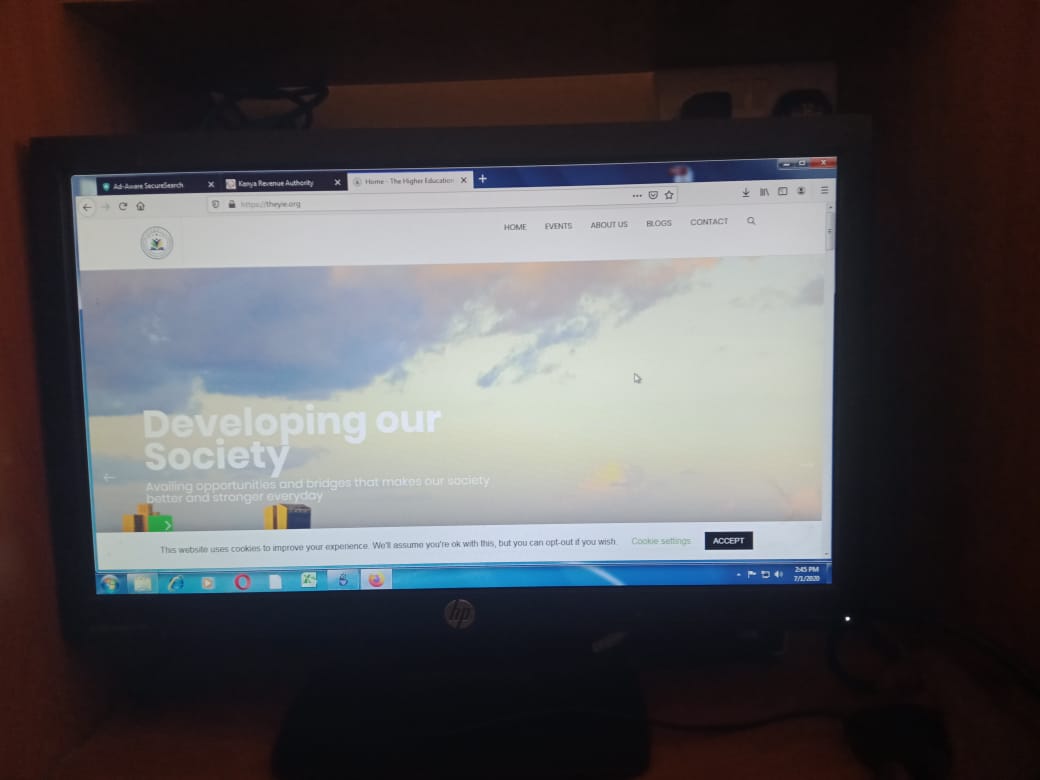 Ad-Aware SecureSearch
Kenya Revenue Authority
Home - The Higher Education
https://theyie.org
HOME EVENTS ABOUT US BLOGS CONTACT
Developing our
Society
Availing opportunities and bridges that makes our society
better and stronger everyday
This website uses cookies to improve your experience. We'll assume you're ok with this, but you can opt-out if you wish. Cookie settings ACCEPT
2:45 PM
7/1/2020
hp